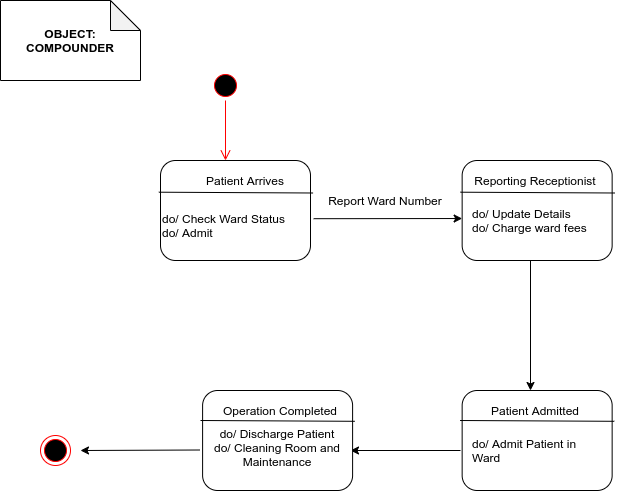 OBJECT:
COMPOUNDER
Patient Arrives
do/ Check Ward Status
do/ Admit
Report Ward Number
Reporting Receptionist
do/ Update Details
do/ Charge ward fees
Patient Admitted
do/ Admit Patient in
Ward
Operation Completed
do/ Discharge Patient
do/ Cleaning Room and
Maintenance